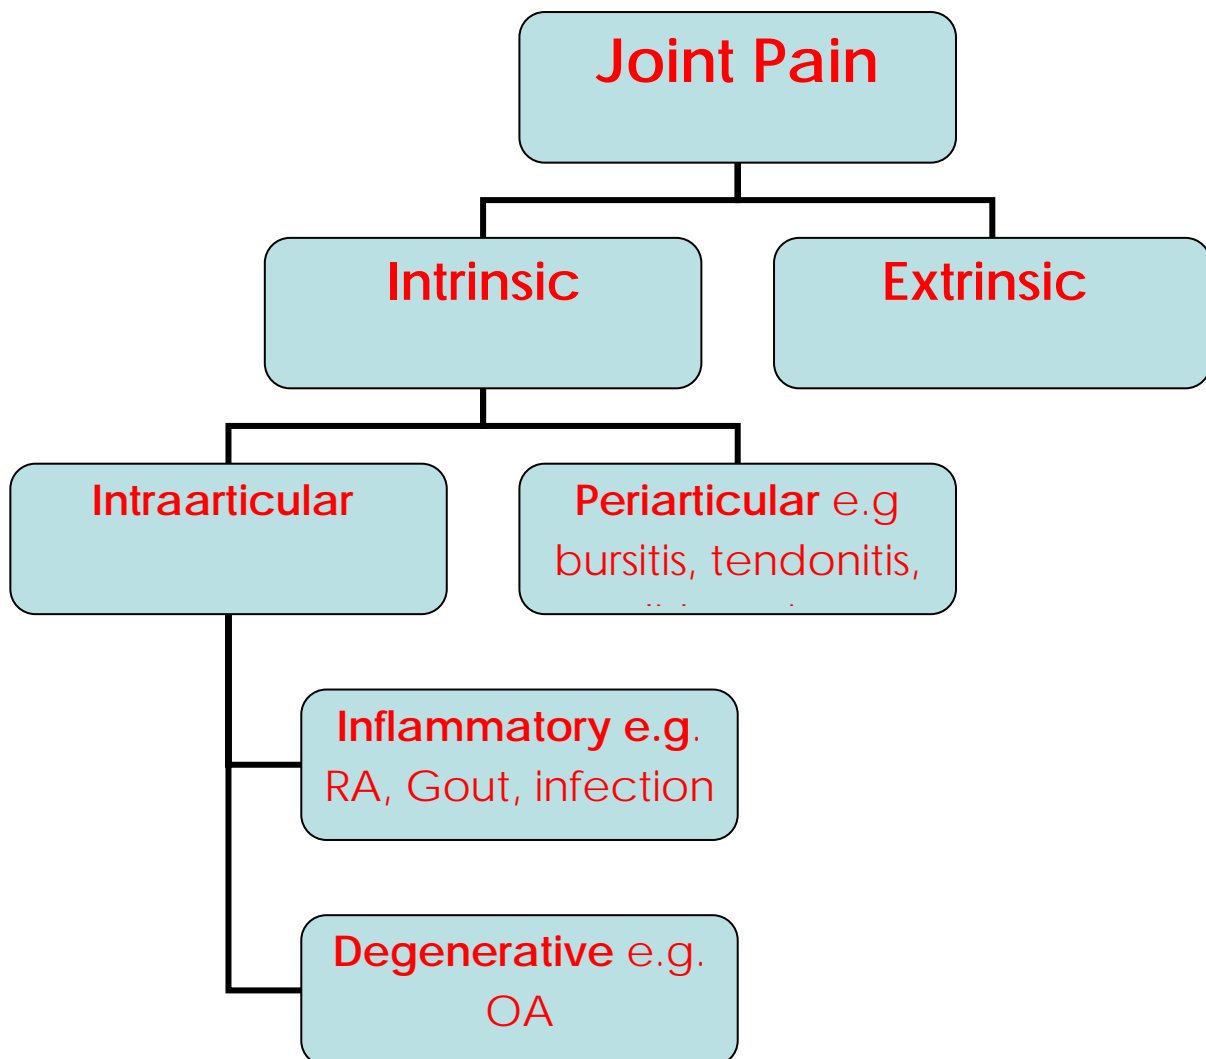 Joint Pain
Intrinsic
Extrinsic
Intraarticular
Periarticular e.g
bursitis, tendonitis,
Inflammatory e.g.
RA, Gout, infection
Degenerative e.g.
OA